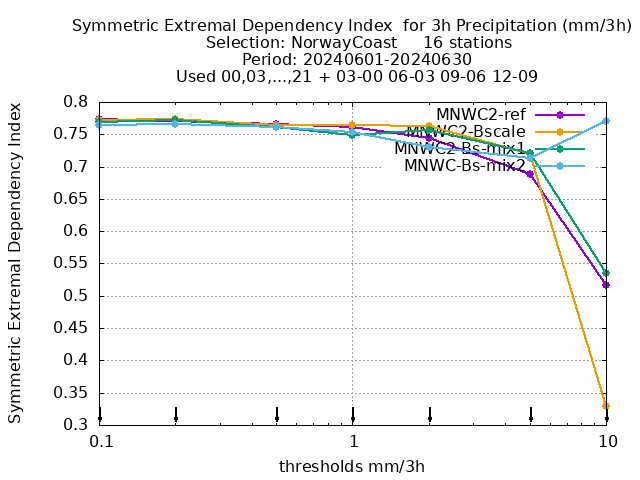 Symmetric Extremal Dependency Index  for 3h Precipitation (mm/3h)
Selection: NorwayCoast     16 stations
Period: 20240601-20240630
Used 00,03,...,21 + 03-00 06-03 09-06 12-09
Symmetric Extremal Dependency Index
0.8
0.75
0.7
0.65
0.6
0.55
0.5
0.45
0.4
0.35
0.3
MNWC2-ref
MNWC2-Bscale
MNWC2-Bs-mix1
MNWC-Bs-mix2
0.1
1
10
thresholds mm/3h